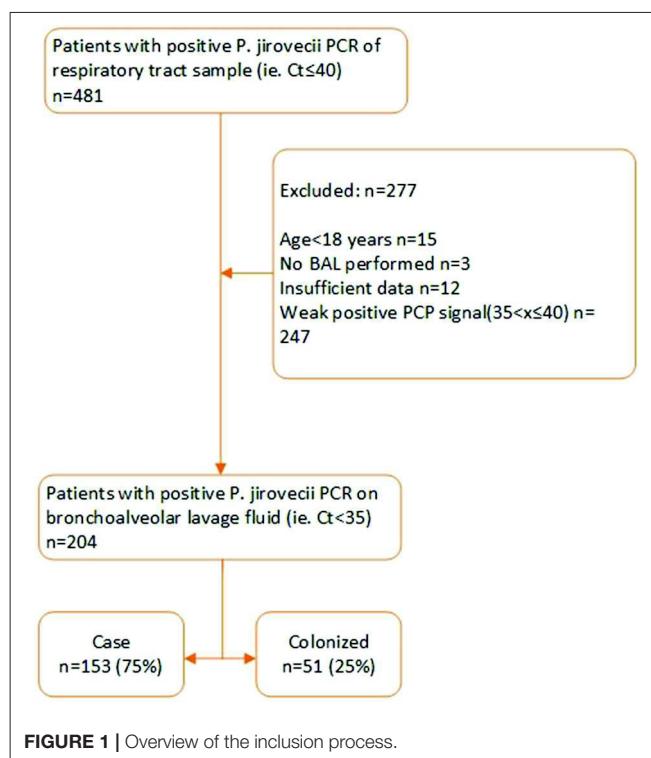 Patients with positive P. jirovecii PCR of
respiratory tract sample (ie. Ct≤40)
n=481
Excluded: n=277
Age<18 years n=15
No BAL performed n=3
Insufficient data n=12
Weak positive PCP signal(35<x≤40) n=
247
Patients with positive P. jirovecii PCR on
bronchoalveolar lavage fluid (ie. Ct<35)
n=204
Case
n=153 (75%)
Colonized
n=51 (25%)
FIGURE 1 | Overview of the inclusion process.